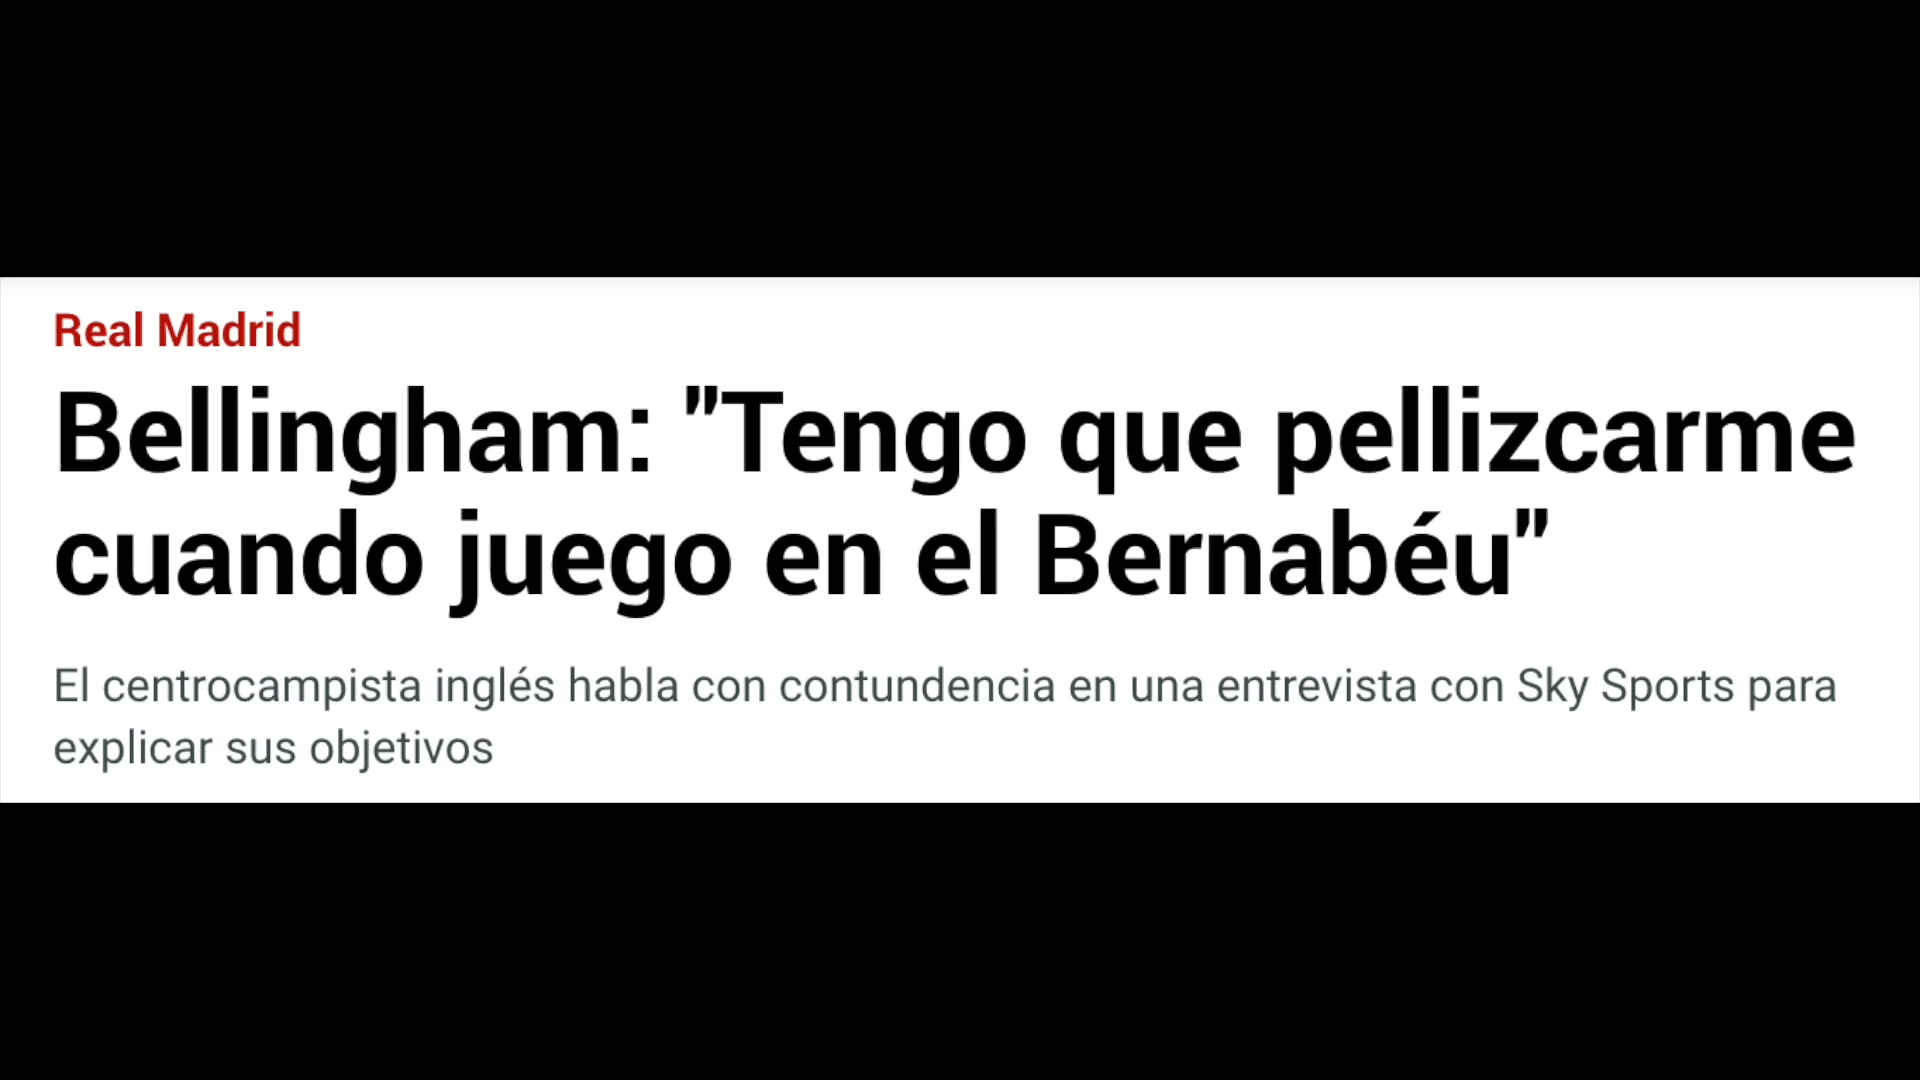 Real Madrid
Bellingham: "Tengo que pellizcarme
cuando juego en el Bernabéu"
El centrocampista inglés habla con contundencia en una entrevista con Sky Sports para
explicar sus objetivos